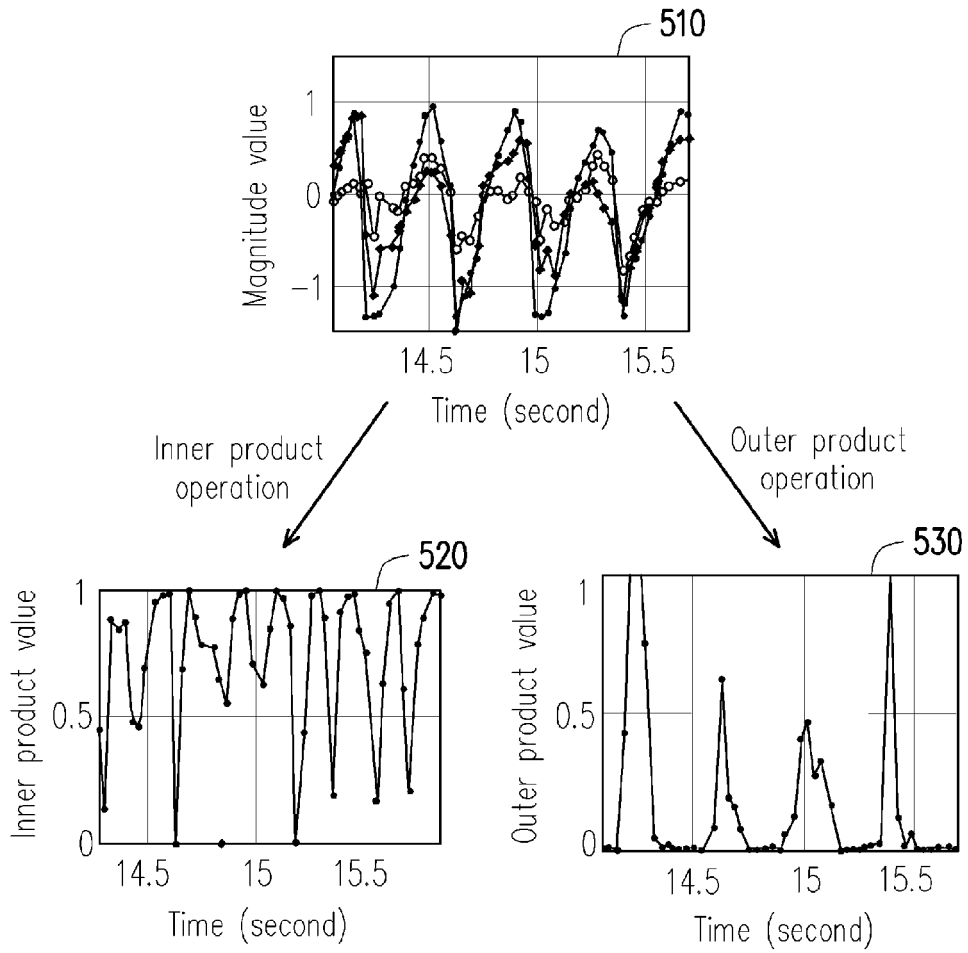 510
Magnitude value
1
0
−1
14.5 15 15.5
Time (second)
Inner product
operation
Outer product
operation
520
Inner product value
1
0.5
0
14.5 15 15.5
Time (second)
530
Outer product value
1
0.5
0
14.5 15 15.5
Time (second)